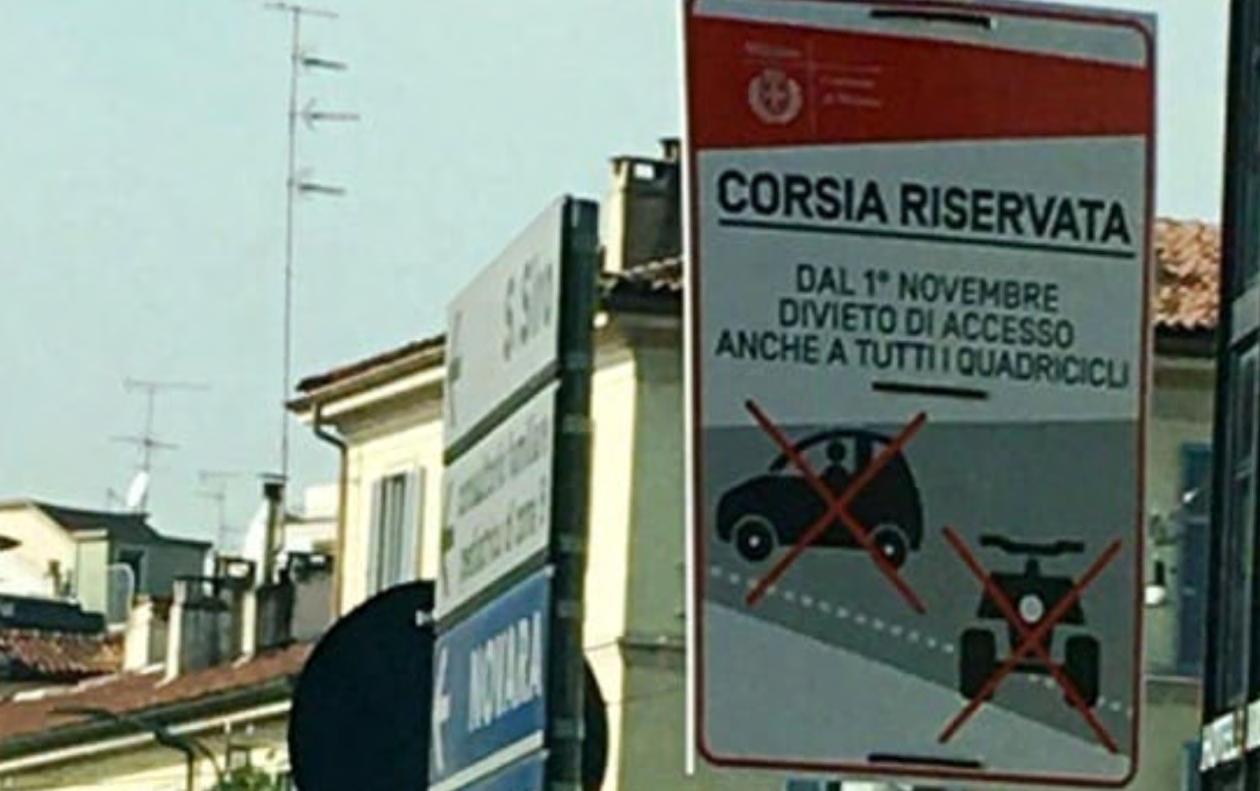 CORSIA RISERVATA
DAL 1° NOVEMBRE
DIVIETO DI ACCESSO
ANCHE A TUTTI I QUADRICICLI
S. Siro
NOVARA